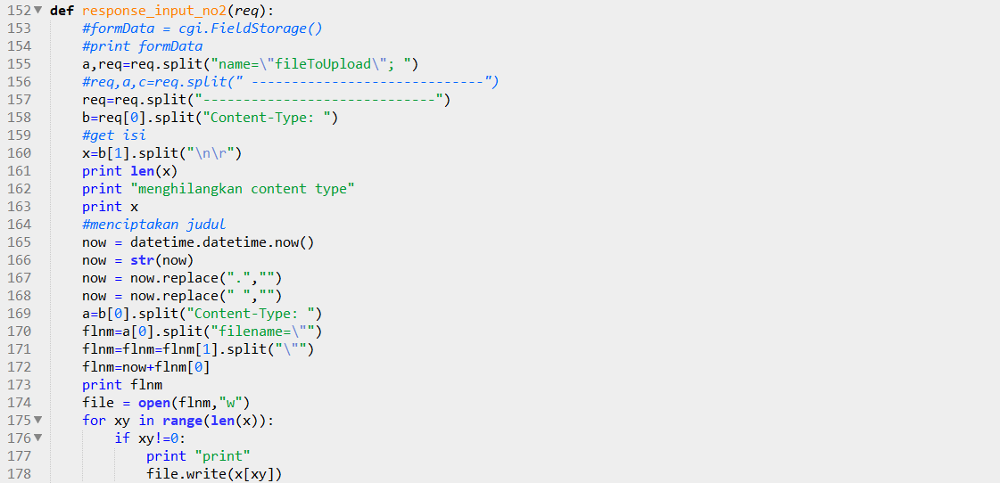 152 def response_input_no2(req):
153     #formData = cgi.FieldStorage()
154     #print formData
155     a,req=req.split("name=\"fileToUpload\"; ")
156     #req,a,c=req.split(" -----------------------------")
157     req=req.split("-----------------------------")
158     b=req[0].split("Content-Type: ")
159     #get isi
160     x=b[1].split("\n\r")
161     print len(x)
162     print "menghilangkan content type"
163     print x
164     #menciptakan judul
165     now = datetime.datetime.now()
166     now = str(now)
167     now = now.replace(".","")
168     now = now.replace(" ","")
169     a=b[0].split("Content-Type: ")
170     flnm=a[0].split("filename=\"")
171     flnm=flnm=flnm[1].split("\"")
172     flnm=now+flnm[0]
173     print flnm
174     file = open(flnm,"w")
175     for xy in range(len(x)):
176         if xy!=0:
177             print "print"
178             file.write(x[xy])